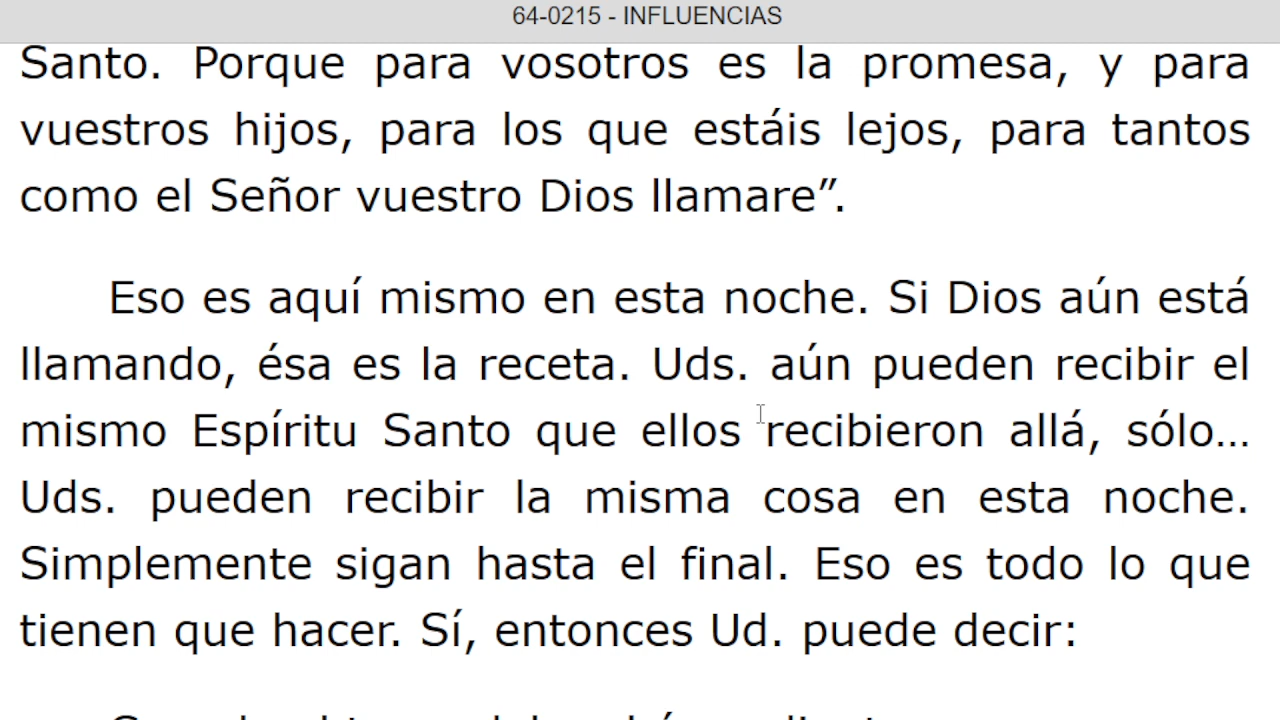 64-0215 - INFLUENCIAS
Santo. Porque para vosotros es la promesa, y para
vuestros hijos, para los que estáis lejos, para tantos
como el Señor vuestro Dios llamare”.
Eso es aquí mismo en esta noche. Si Dios aún está
llamando, ésa es la receta. Uds. aún pueden recibir el
mismo Espíritu Santo que ellos recibieron allá, sólo…
Uds. pueden recibir la misma cosa en esta noche.
Simplemente sigan hasta el final. Eso es todo lo que
tienen que hacer. Sí, entonces Ud. puede decir: